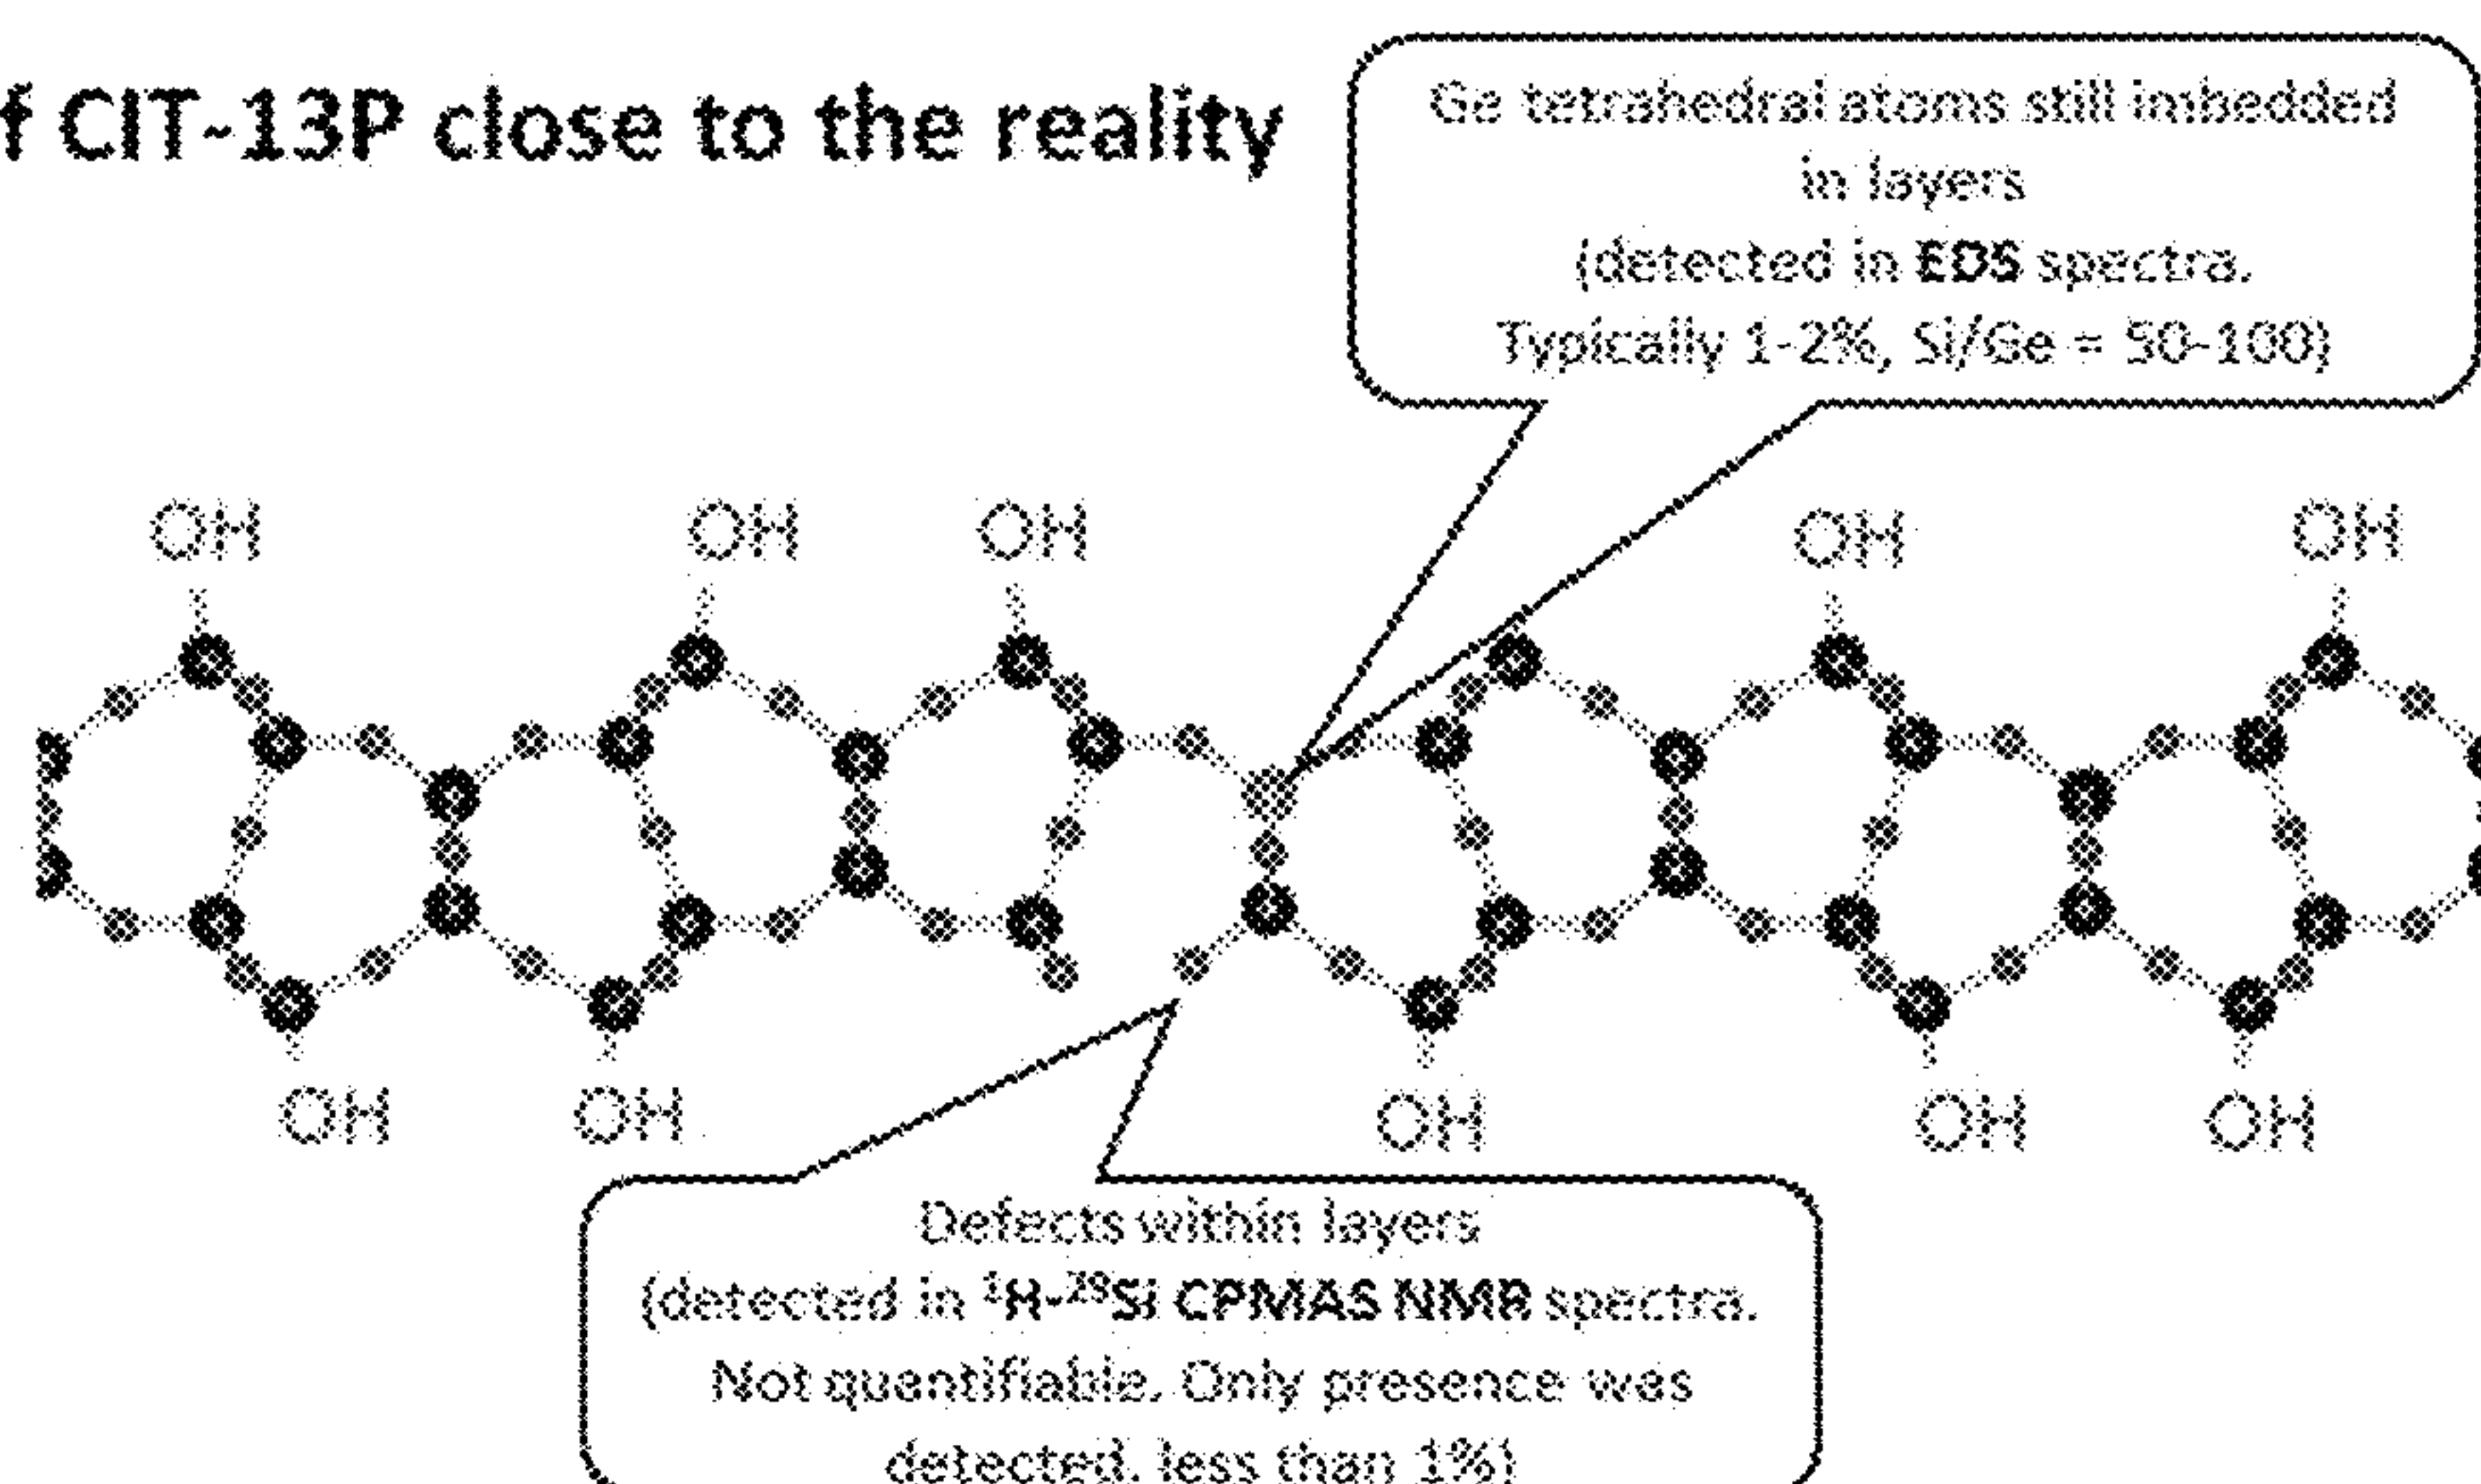 f CIT-13P close to the reality
Ge tetrahedral atoms still imbedded
in layers
(detected in EDS spectra.
Typically 1-2%, Si/Ge = 50-100)
OH OH OH OH OH
OH OH OH OH OH
Defects within layers
(detected in ¹H-²⁹Si CPMAS NMR spectra.
Not quantifiable. Only presence was
detected, less than 1%)